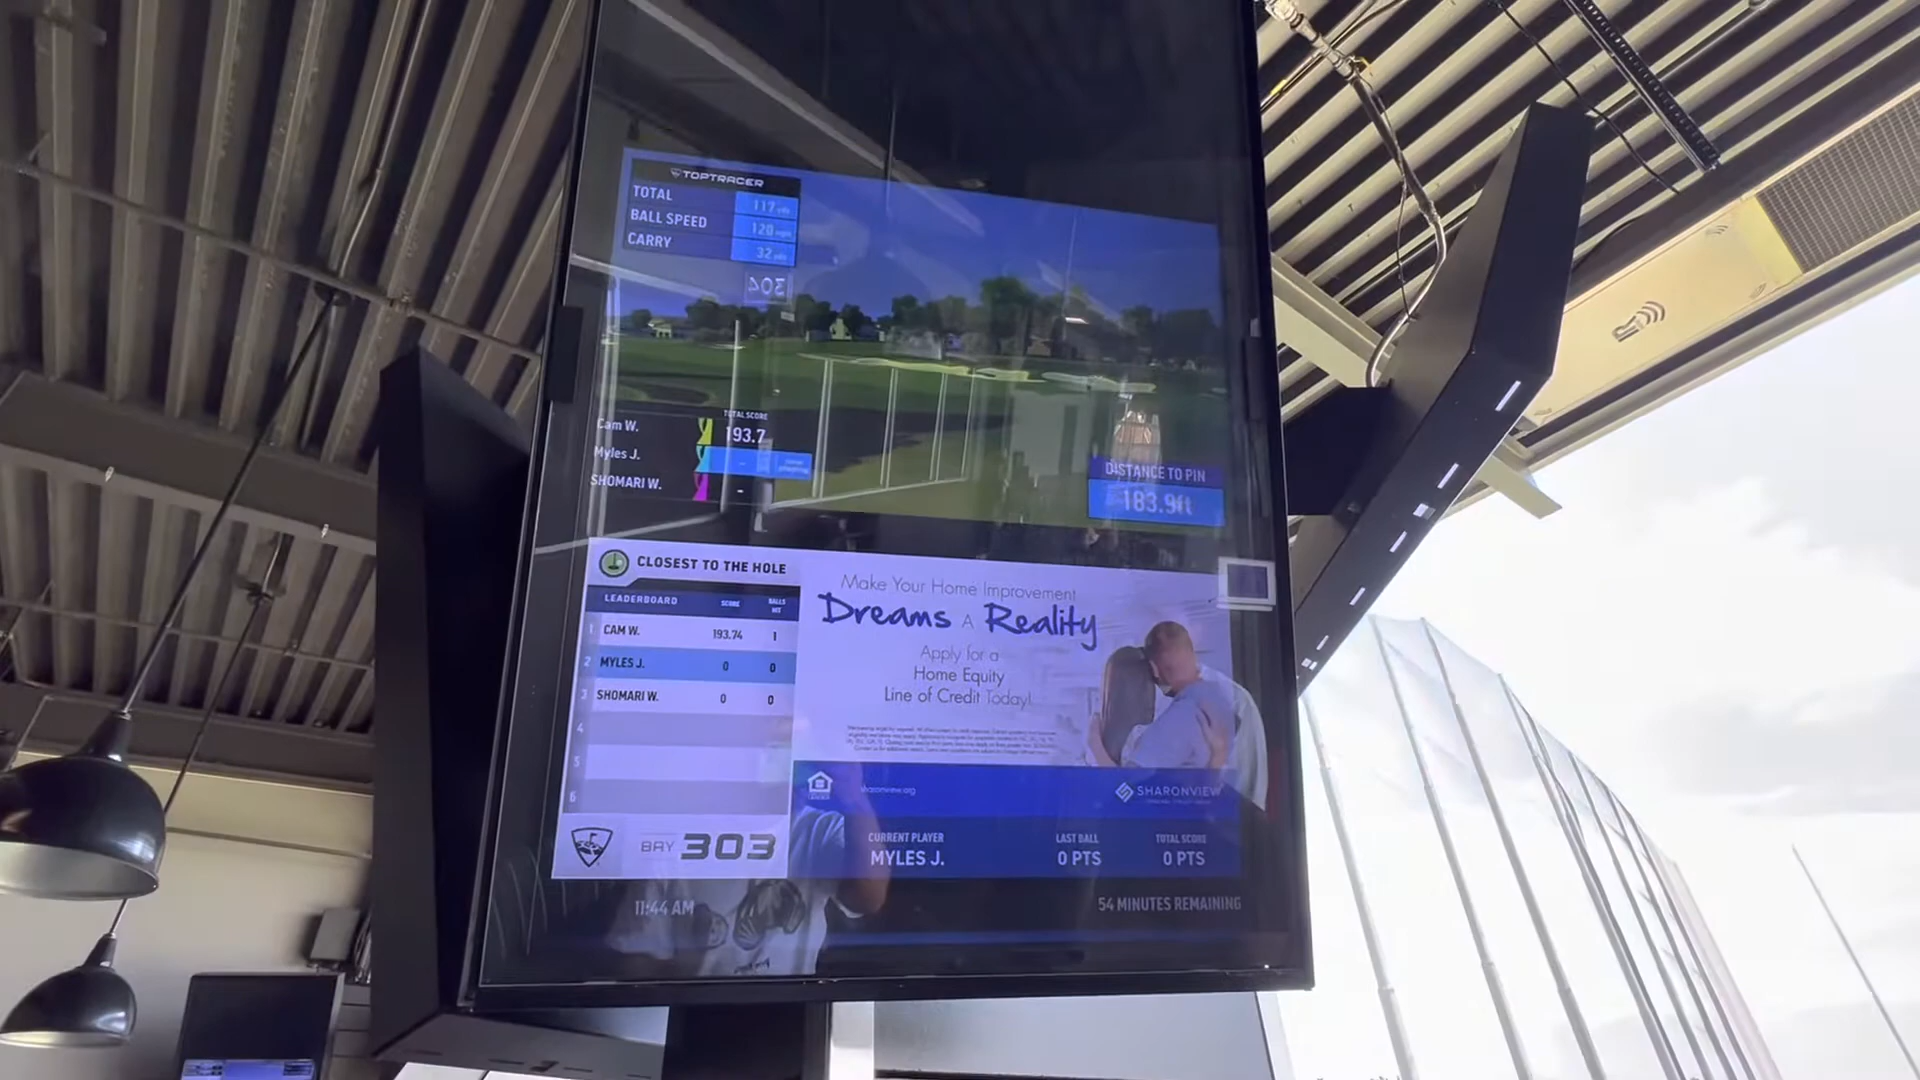 TOPTRACER
TOTAL 117 yds
BALL SPEED 120 mph
CARRY 32 yds
304
TOTAL SCORE
Cam W. 193.7
Myles J. -
SHOMARI W. -
DISTANCE TO PIN
183.9ft
CLOSEST TO THE HOLE
LEADERBOARD SCORE BALLS HIT
1 CAM W. 193.74 1
2 MYLES J. 0 0
3 SHOMARI W. 0 0
4
5
6
BAY 303
Make Your Home Improvement
Dreams A Reality
Apply for a
Home Equity
Line of Credit Today!
sharonview.org
SHARONVIEW
CURRENT PLAYER
MYLES J.
LAST BALL
0 PTS
TOTAL SCORE
0 PTS
11:44 AM
54 MINUTES REMAINING